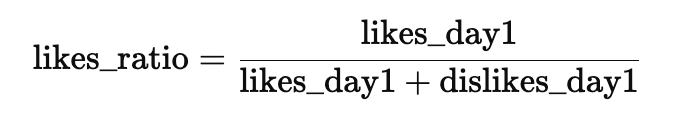 likes_ratio = likes_day1 / likes_day1 + dislikes_day1